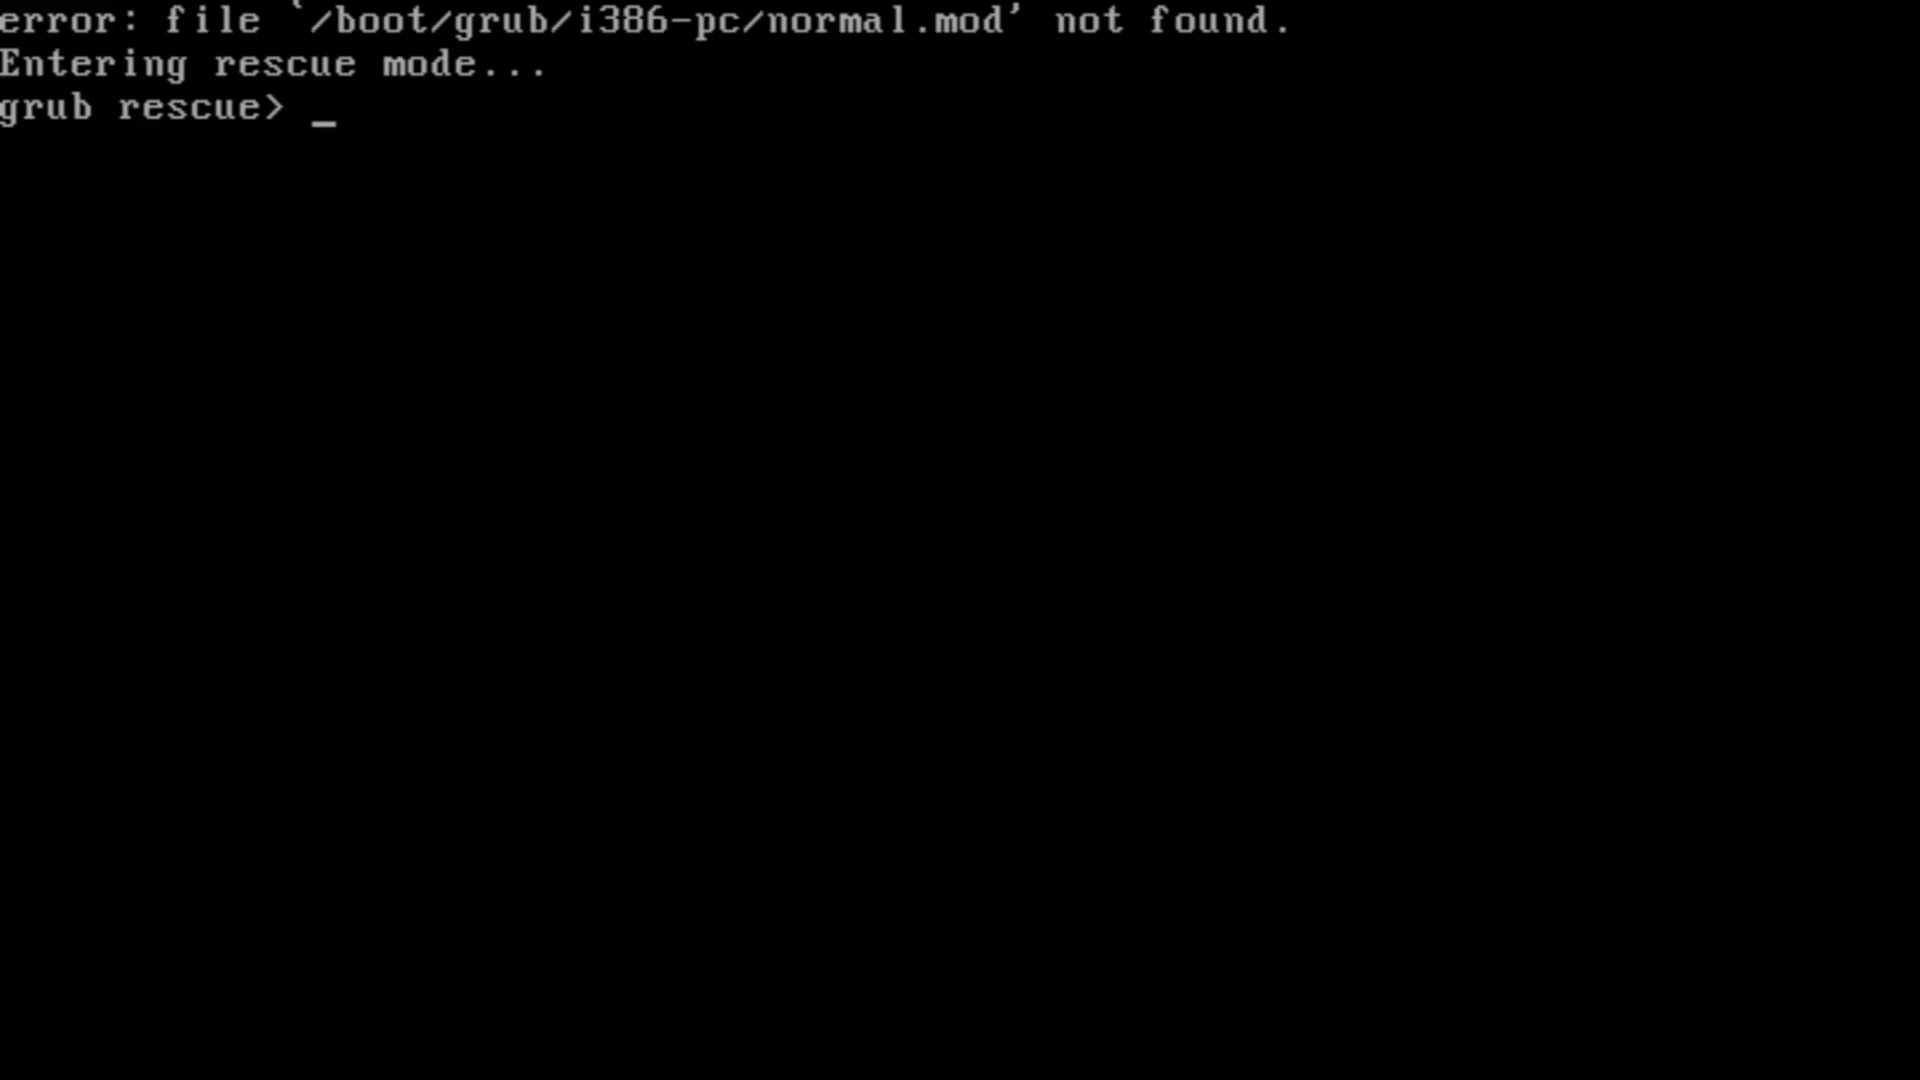 error: file `/boot/grub/i386-pc/normal.mod' not found.
Entering rescue mode...
grub rescue> _